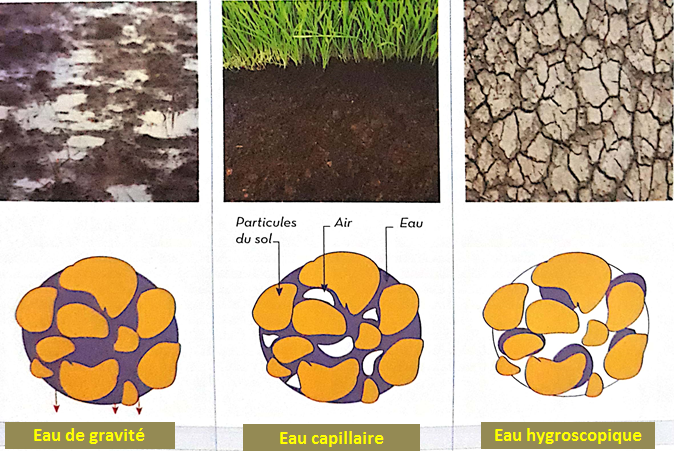 Particules
du sol
Air
Eau
Eau de gravité
Eau capillaire
Eau hygroscopique